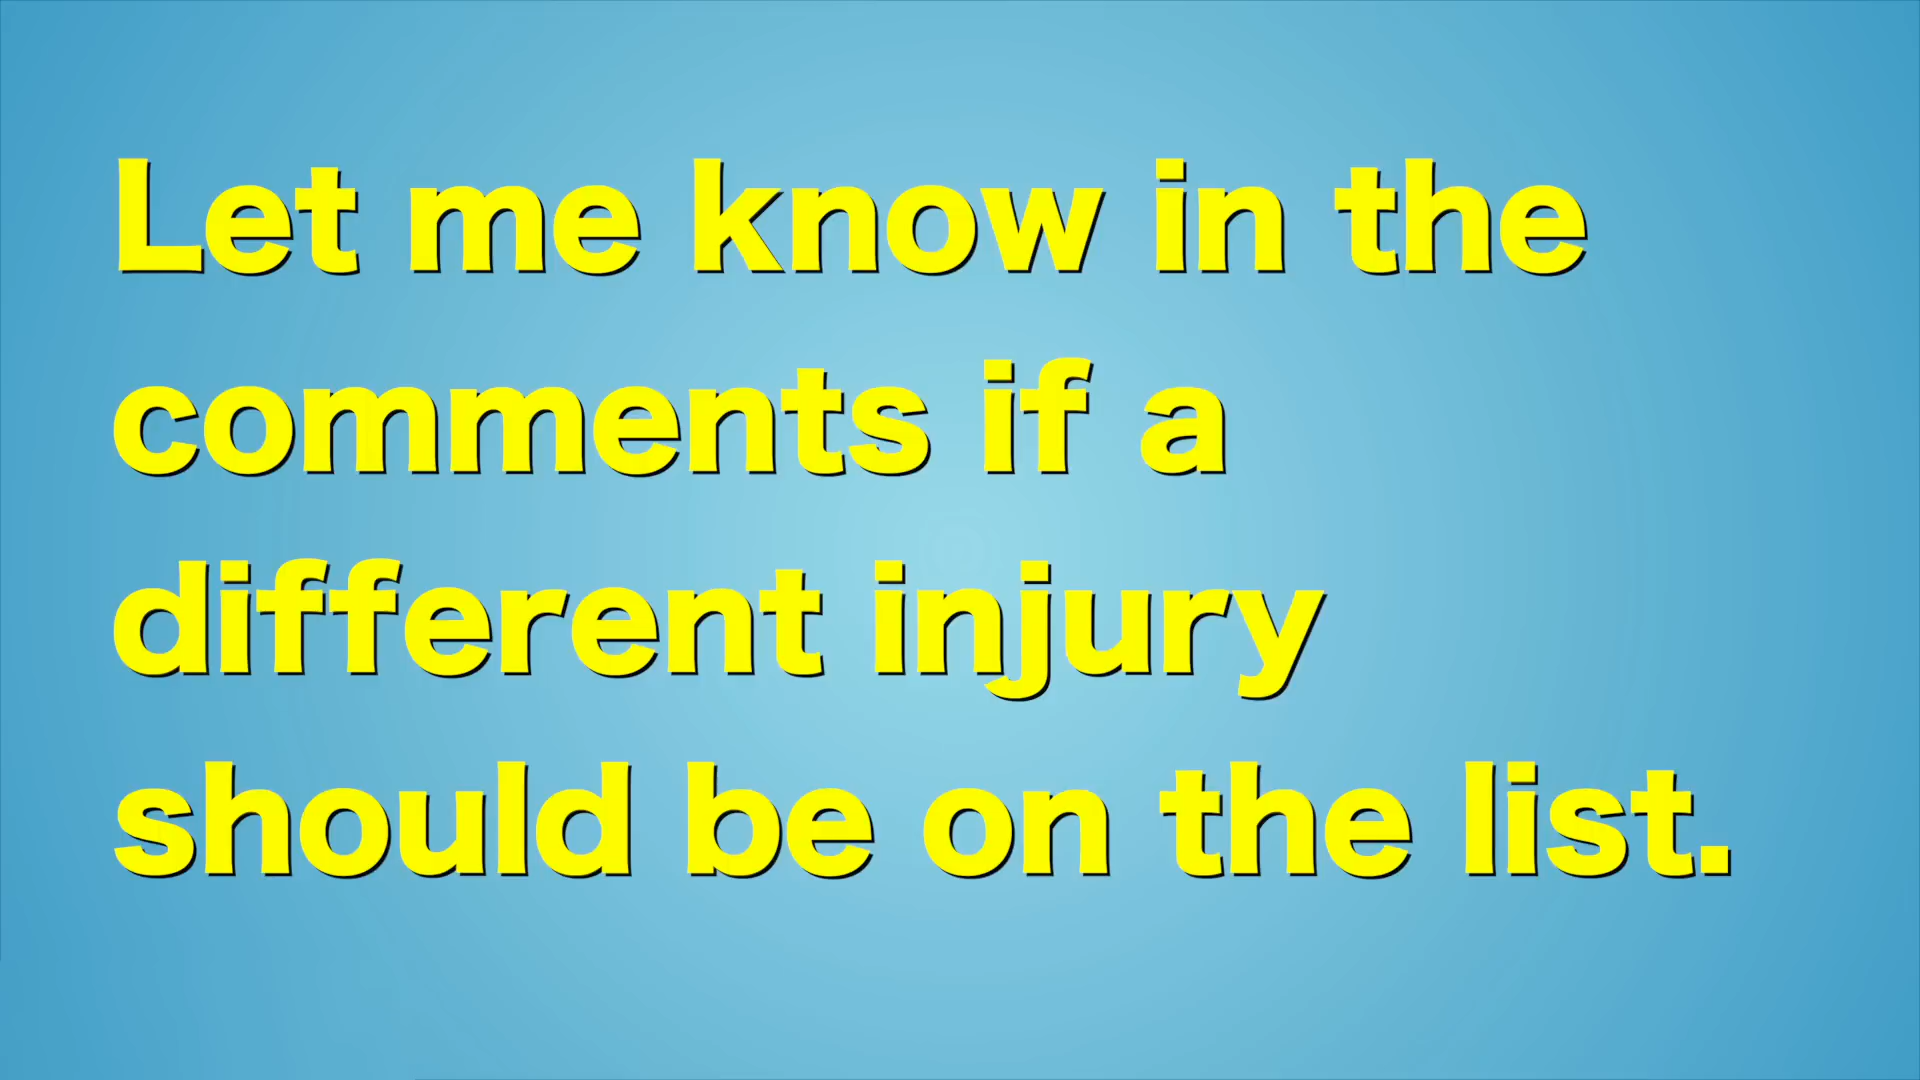 Let me know in the
comments if a
different injury
should be on the list.